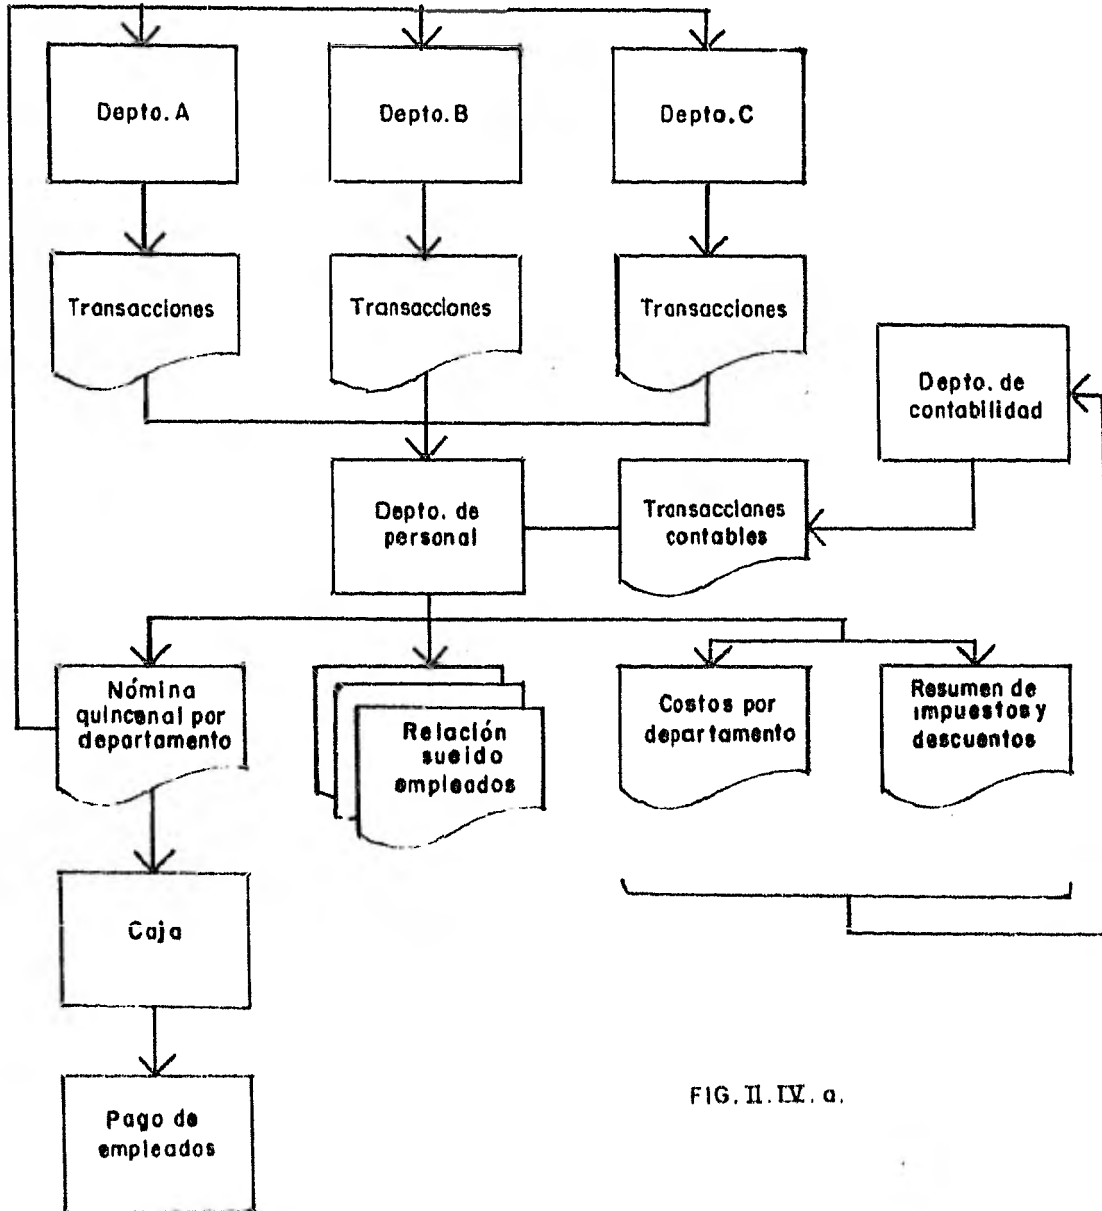 Depto. A
Depto. B
Depto. C
Transacciones
Transacciones
Transacciones
Depto. de
contabilidad
Depto. de
personal
Transacciones
contables
Nómina
quincenal por
departamento
Relación
sueldo
empleados
Costos por
departamento
Resumen de
impuestos y
descuentos
Caja
Pago de
empleados
FIG. II. IV. a.